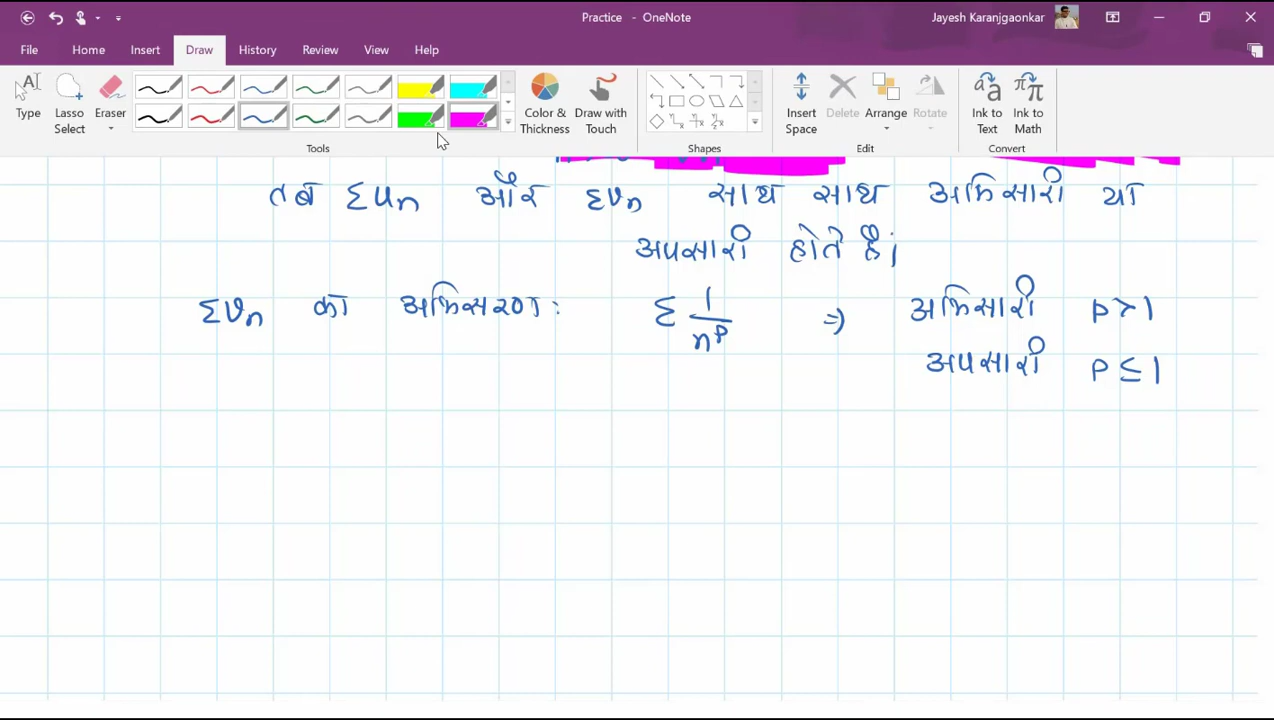 Practice - OneNote
Jayesh Karanjgaonkar
File Home Insert Draw History Review View Help
Type
Lasso Select
Eraser
Color & Thickness
Draw with Touch
Insert Space
Delete
Arrange
Rotate
Ink to Text
Ink to Math
Tools Shapes Edit Convert
तब Σun और Σvn साथ साथ अभिसारी या
अपसारी होते हैं।
Σvn का अभिसरण : Σ 1/n^p ⇒ अभिसारी p > 1
अपसारी p ≤ 1